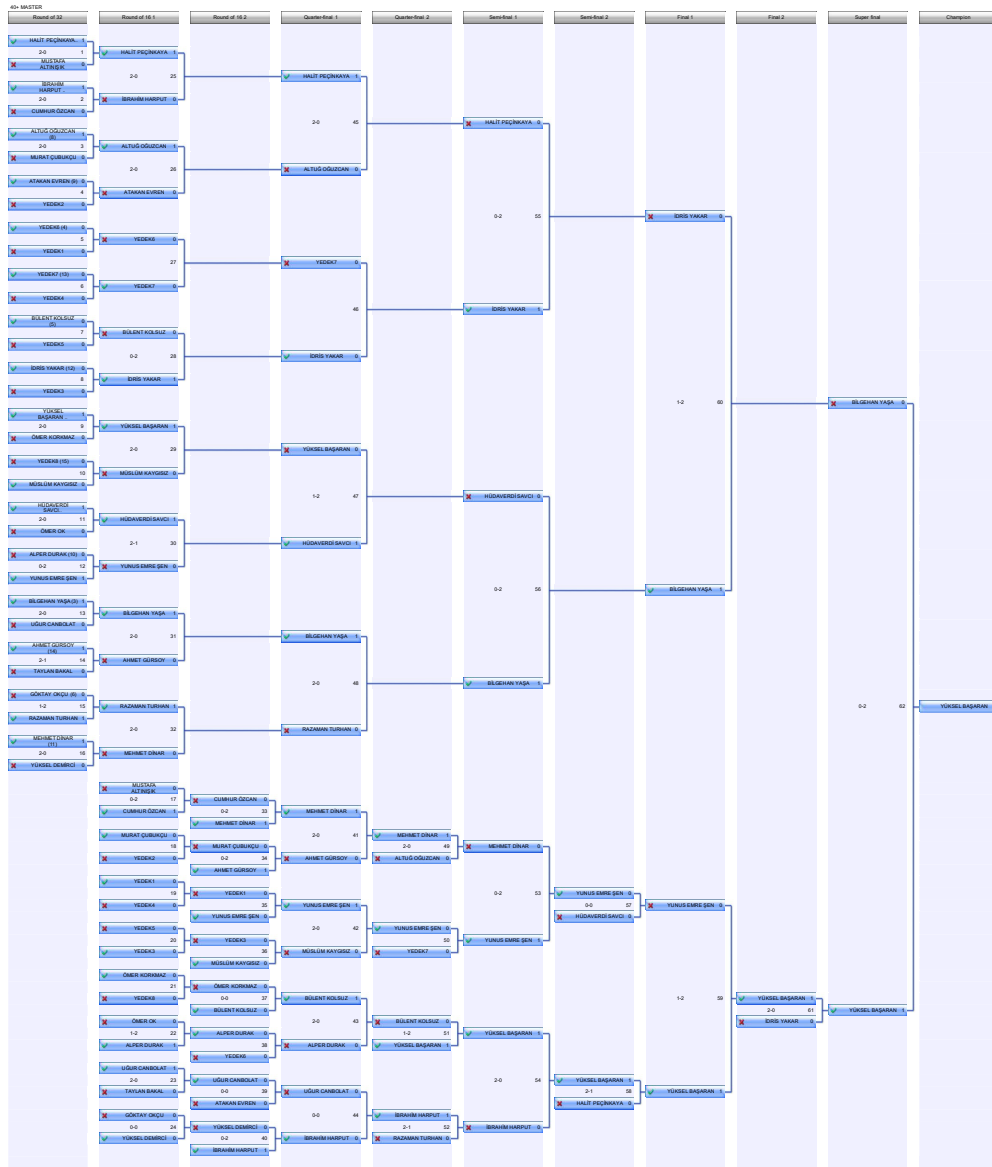 40+ MASTER
Round of 32
Round of 16 1
Round of 16 2
Quarter-final 1
Quarter-final 2
Semi-final 1
Semi-final 2
Final 1
Final 2
Super final
Champion
HALİT PEÇİNKAYA.. 1
2-0 1
MUSTAFA
ALTINIŞIK 0
İBRAHİM
HARPUT .. 1
2-0 2
CUMHUR ÖZCAN 0
ALTUĞ OĞUZCAN
(8) 1
2-0 3
MURAT ÇUBUKÇU 0
ATAKAN EVREN (9) 0
4
YEDEK2 0
YEDEK6 (4) 0
5
YEDEK1 0
YEDEK7 (13) 0
6
YEDEK4 0
BÜLENT KOLSUZ
(5) 0
7
YEDEK5 0
İDRİS YAKAR (12) 0
8
YEDEK3 0
YÜKSEL
BAŞARAN .. 1
2-0 9
ÖMER KORKMAZ 0
YEDEK8 (15) 0
10
MÜSLÜM KAYGISIZ 0
HÜDAVERDİ
SAVCI.. 1
2-0 11
ÖMER OK 0
ALPER DURAK (10) 0
0-2 12
YUNUS EMRE ŞEN 1
BİLGEHAN YAŞA (3) 1
2-0 13
UĞUR CANBOLAT 0
AHMET GÜRSOY
(14) 1
2-1 14
TAYLAN BAKAL 0
GÖKTAY OKÇU (6) 0
1-2 15
RAZAMAN TURHAN 1
MEHMET DİNAR
(11) 1
2-0 16
YÜKSEL DEMİRCİ 0
HALİT PEÇİNKAYA 1
2-0 25
İBRAHİM HARPUT 0
ALTUĞ OĞUZCAN 1
2-0 26
ATAKAN EVREN 0
YEDEK6 0
27
YEDEK7 0
BÜLENT KOLSUZ 0
0-2 28
İDRİS YAKAR 1
YÜKSEL BAŞARAN 1
2-0 29
MÜSLÜM KAYGISIZ 0
HÜDAVERDİ SAVCI 1
2-1 30
YUNUS EMRE ŞEN 0
BİLGEHAN YAŞA 1
2-0 31
AHMET GÜRSOY 0
RAZAMAN TURHAN 1
2-0 32
MEHMET DİNAR 0
MUSTAFA
ALTINIŞIK 0
0-2 17
CUMHUR ÖZCAN 1
MURAT ÇUBUKÇU 0
18
YEDEK2 0
YEDEK1 0
19
YEDEK4 0
YEDEK5 0
20
YEDEK3 0
ÖMER KORKMAZ 0
21
YEDEK8 0
ÖMER OK 0
1-2 22
ALPER DURAK 1
UĞUR CANBOLAT 1
2-0 23
TAYLAN BAKAL 0
GÖKTAY OKÇU 0
0-0 24
YÜKSEL DEMİRCİ 0
CUMHUR ÖZCAN 0
0-2 33
MEHMET DİNAR 1
MURAT ÇUBUKÇU 0
0-2 34
AHMET GÜRSOY 1
YEDEK1 0
35
YUNUS EMRE ŞEN 0
YEDEK3 0
36
MÜSLÜM KAYGISIZ 0
ÖMER KORKMAZ 0
0-0 37
BÜLENT KOLSUZ 0
ALPER DURAK 0
38
YEDEK6 0
UĞUR CANBOLAT 0
0-0 39
ATAKAN EVREN 0
YÜKSEL DEMİRCİ 0
0-2 40
İBRAHİM HARPUT 1
HALİT PEÇİNKAYA 1
2-0 45
ALTUĞ OĞUZCAN 0
YEDEK7 0
46
İDRİS YAKAR 0
YÜKSEL BAŞARAN 0
1-2 47
HÜDAVERDİ SAVCI 1
BİLGEHAN YAŞA 1
2-0 48
RAZAMAN TURHAN 0
MEHMET DİNAR 1
2-0 41
AHMET GÜRSOY 0
YUNUS EMRE ŞEN 1
2-0 42
MÜSLÜM KAYGISIZ 0
BÜLENT KOLSUZ 1
2-0 43
ALPER DURAK 0
UĞUR CANBOLAT 0
0-0 44
İBRAHİM HARPUT 0
MEHMET DİNAR 1
2-0 49
ALTUĞ OĞUZCAN 0
YUNUS EMRE ŞEN 0
50
YEDEK7 0
BÜLENT KOLSUZ 0
1-2 51
YÜKSEL BAŞARAN 1
İBRAHİM HARPUT 1
2-1 52
RAZAMAN TURHAN 0
HALİT PEÇİNKAYA 0
0-2 55
İDRİS YAKAR 1
HÜDAVERDİ SAVCI 0
0-2 56
BİLGEHAN YAŞA 1
MEHMET DİNAR 0
0-2 53
YUNUS EMRE ŞEN 1
YÜKSEL BAŞARAN 1
2-0 54
İBRAHİM HARPUT 0
YUNUS EMRE ŞEN 0
0-0 57
HÜDAVERDİ SAVCI 0
YÜKSEL BAŞARAN 1
2-1 58
HALİT PEÇİNKAYA 0
İDRİS YAKAR 0
1-2 60
BİLGEHAN YAŞA 1
YUNUS EMRE ŞEN 0
1-2 59
YÜKSEL BAŞARAN 1
YÜKSEL BAŞARAN 1
2-0 61
İDRİS YAKAR 0
BİLGEHAN YAŞA 0
0-2 62
YÜKSEL BAŞARAN 1
YÜKSEL BAŞARAN